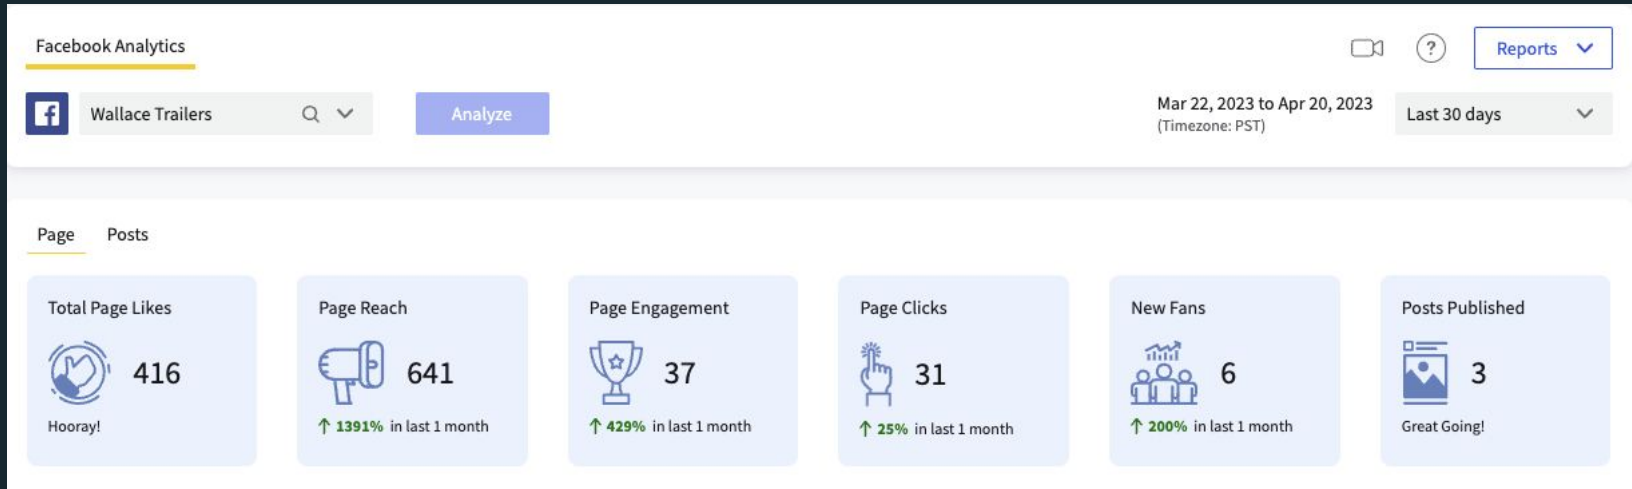 Facebook Analytics
?
Reports
Wallace Trailers
Analyze
Mar 22, 2023 to Apr 20, 2023
(Timezone: PST)
Last 30 days
Page
Posts
Total Page Likes
416
Hooray!
Page Reach
641
↑ 1391% in last 1 month
Page Engagement
37
↑ 429% in last 1 month
Page Clicks
31
↑ 25% in last 1 month
New Fans
6
↑ 200% in last 1 month
Posts Published
3
Great Going!